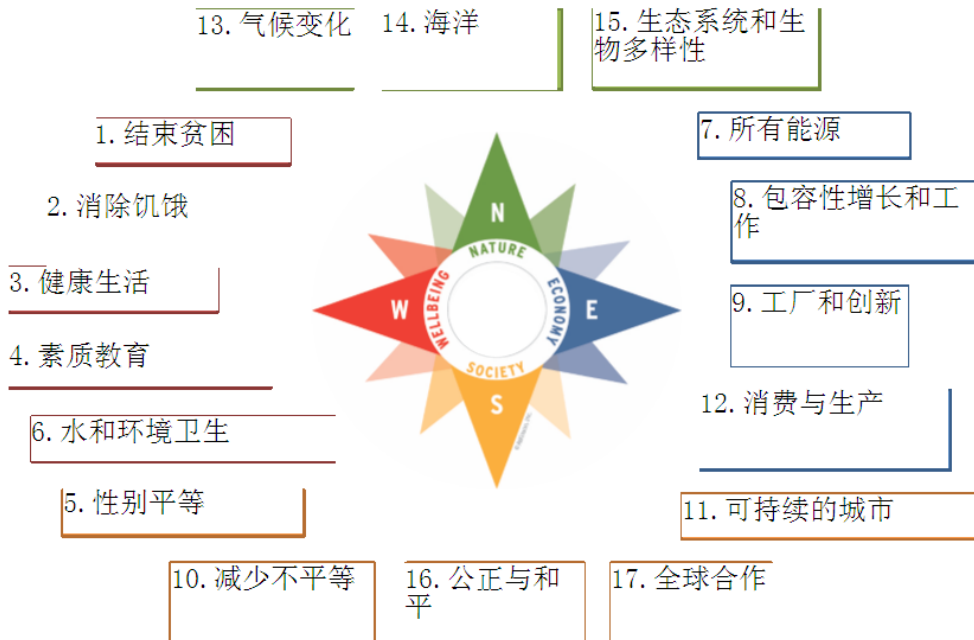 13. 气候变化
14. 海洋
15. 生态系统和生
物多样性
1. 结束贫困
7. 所有能源
2. 消除饥饿
8. 包容性增长和工
作
3. 健康生活
9. 工厂和创新
4. 素质教育
12. 消费与生产
6. 水和环境卫生
5. 性别平等
11. 可持续的城市
10. 减少不平等
16. 公正与和
平
17. 全球合作
N
NATURE
W
WELLBEING
ECONOMY
E
SOCIETY
S